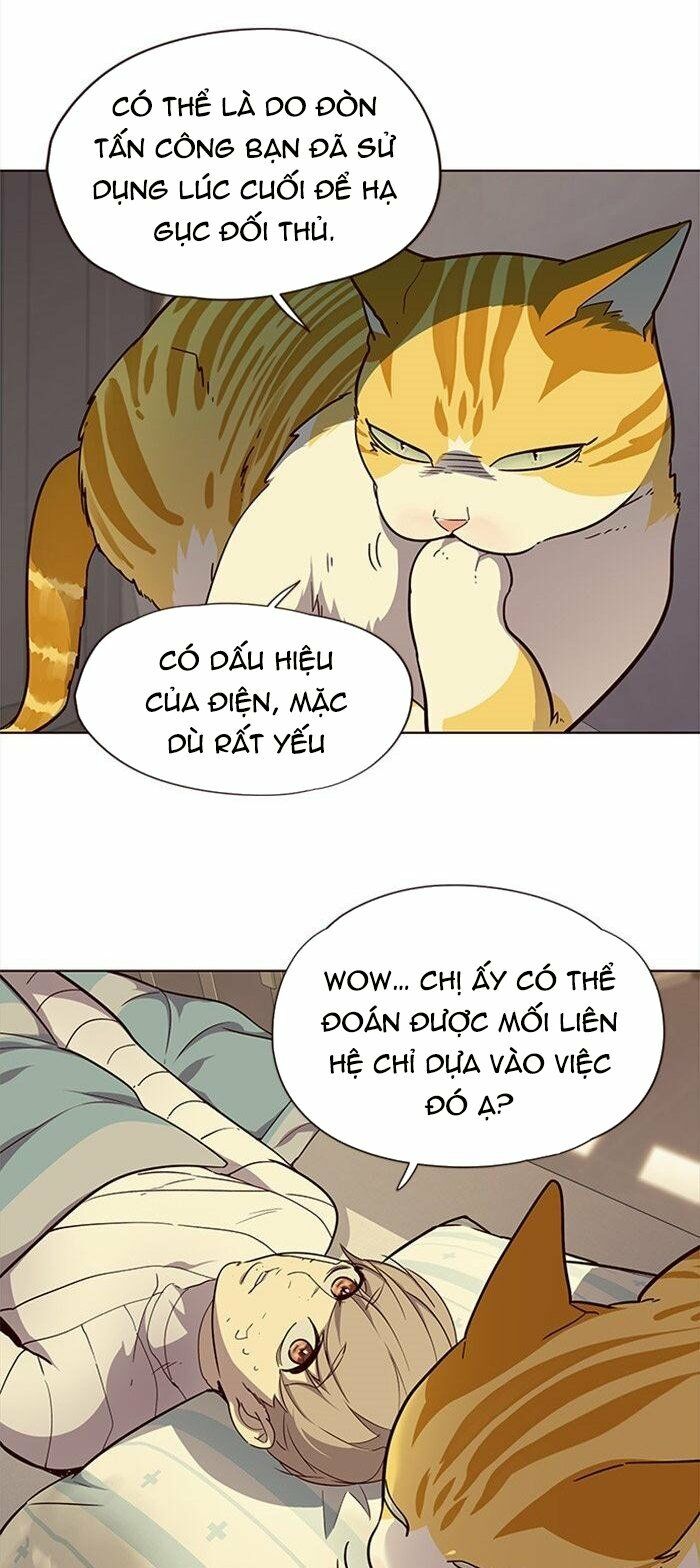 CÓ THỂ LÀ DO ĐÒN
TẤN CÔNG BẠN ĐÃ SỬ
DỤNG LÚC CUỐI ĐỂ HẠ
GỤC ĐỐI THỦ.
CÓ DẤU HIỆU
CỦA ĐIỆN, MẶC
DÙ RẤT YẾU
WOW... CHỊ ẤY CÓ THỂ
ĐOÁN ĐƯỢC MỐI LIÊN
HỆ CHỈ DỰA VÀO VIỆC
ĐÓ Ạ?